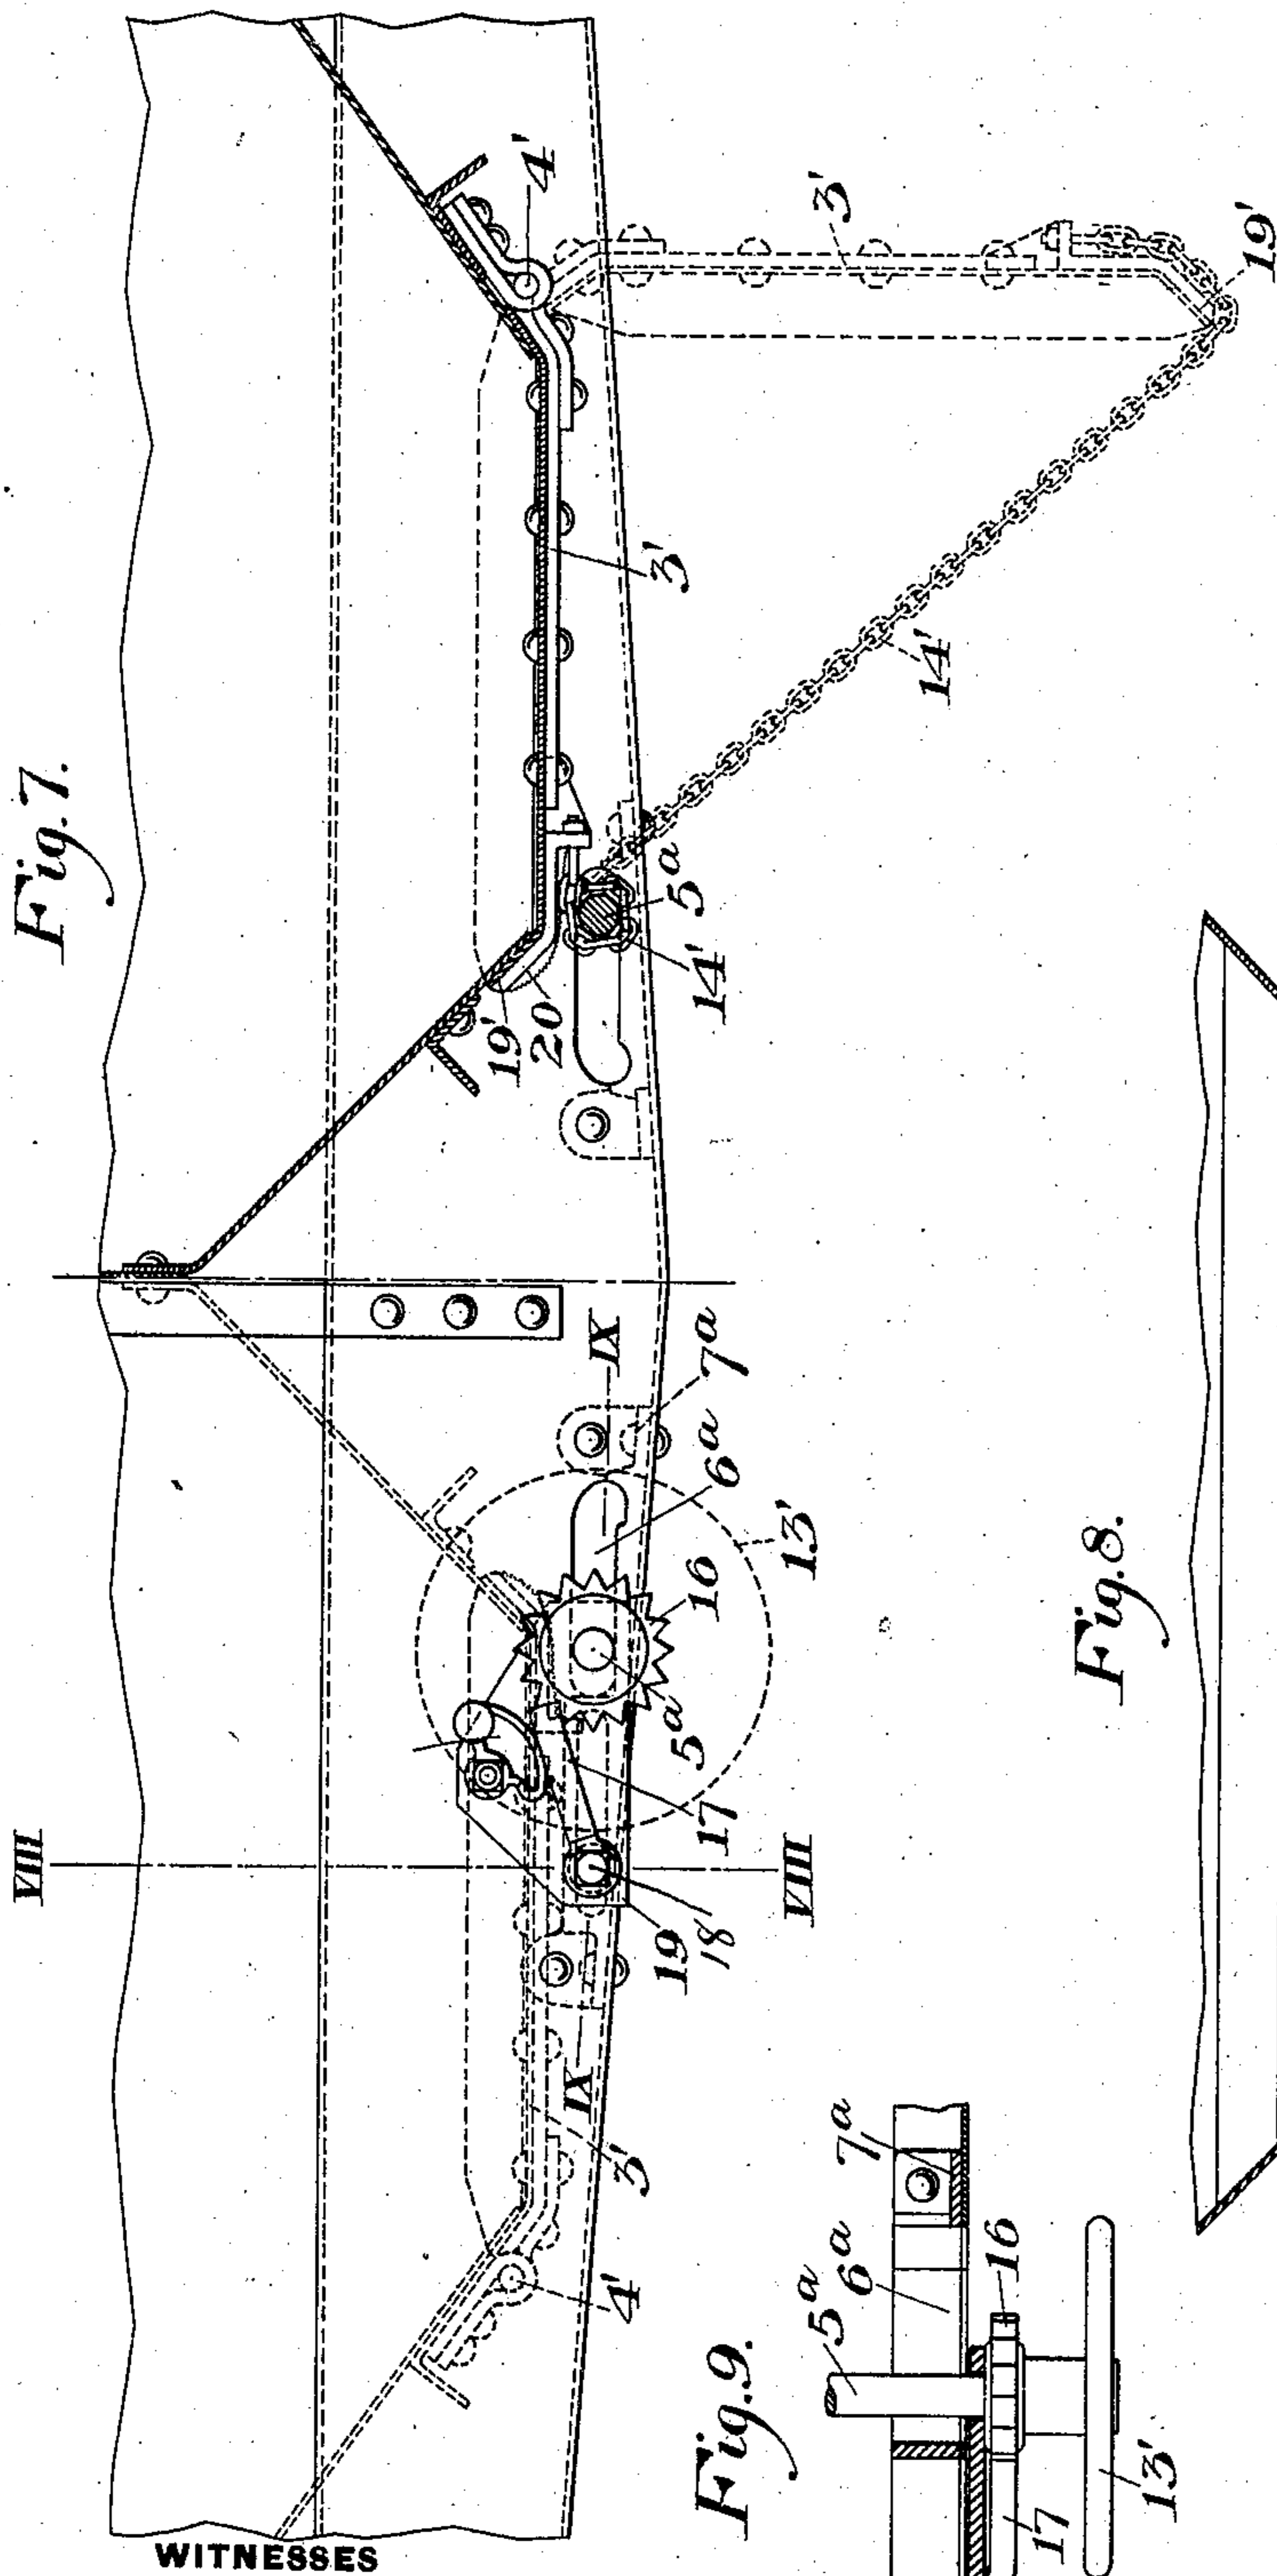 Fig. 7.
4'
3'
19'
3'
14'
5ª
14'
20
19'
IX
7ª
6ª
13'
16
5ª
17
VIII
VIII
18
19
IX
3'
4'
Fig. 8.
Fig. 9.
5ª
6ª
7ª
16
17
13'
WITNESSES